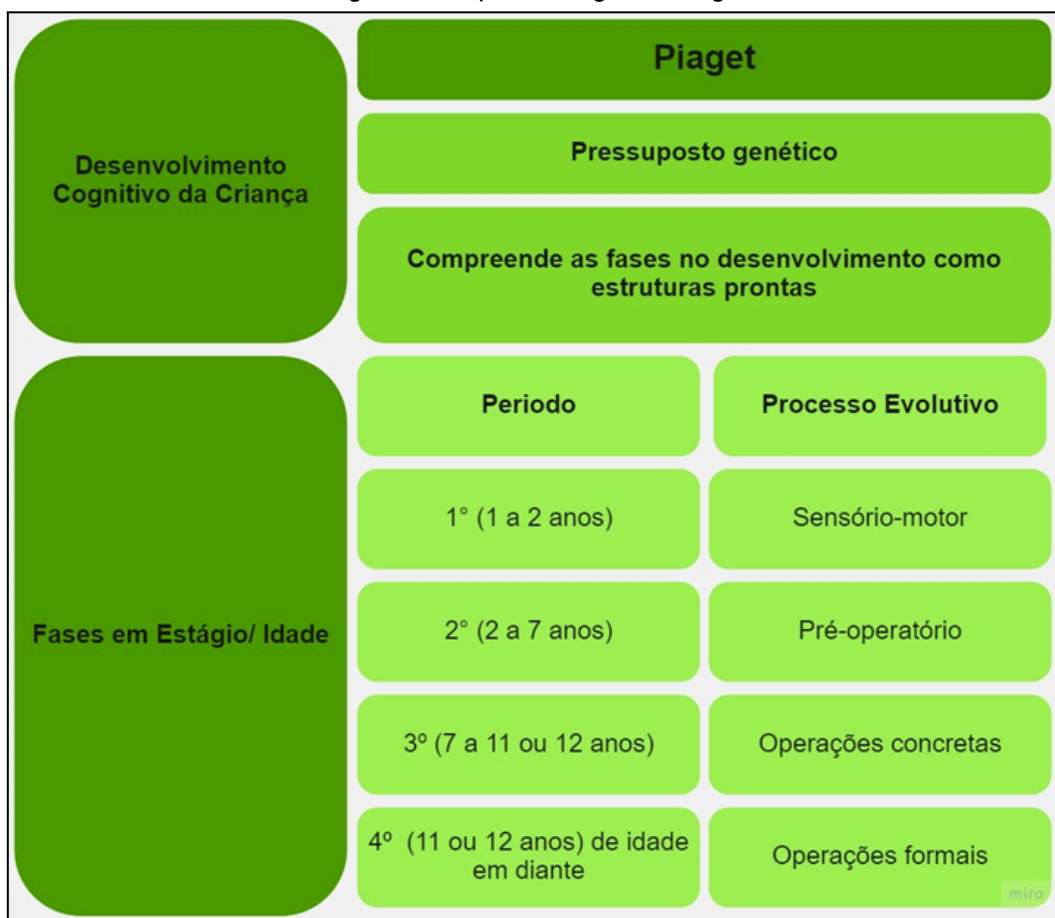 Piaget
Desenvolvimento
Cognitivo da Criança
Pressuposto genético
Compreende as fases no desenvolvimento como
estruturas prontas
Fases em Estágio/ Idade
Periodo
Processo Evolutivo
1° (1 a 2 anos)
Sensório-motor
2° (2 a 7 anos)
Pré-operatório
3º (7 a 11 ou 12 anos)
Operações concretas
4º (11 ou 12 anos) de idade
em diante
Operações formais
miro